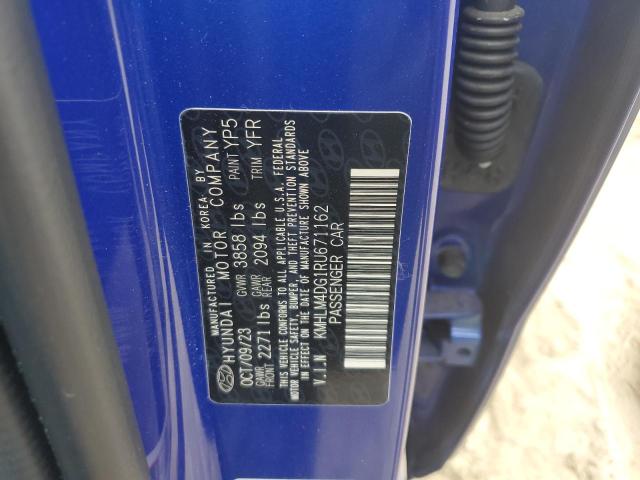 MANUFACTURED IN KOREA BY
HYUNDAI MOTOR COMPANY
OCT/09/23 GVWR 3858 lbs PAINT YP5
GAWR FRONT 2271 lbs GAWR REAR 2094 lbs TRIM YFR
THIS VEHICLE CONFORMS TO ALL APPLICABLE U.S.A. FEDERAL
MOTOR VEHICLE SAFETY,BUMPER, AND THEFT PREVENTION STANDARDS
IN EFFECT ON THE DATE OF MANUFACTURE SHOWN ABOVE
V.I.N KMHLM4DG1RU671162
PASSENGER CAR